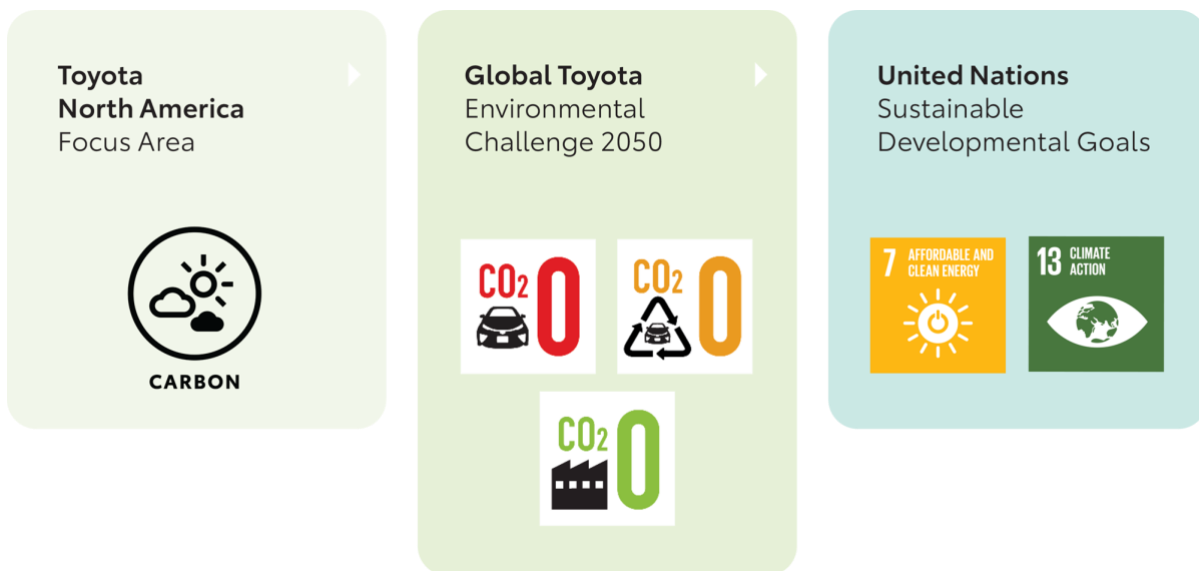 Toyota
North America
Focus Area
CARBON
Global Toyota
Environmental
Challenge 2050
CO2 0
CO2 0
CO2 0
United Nations
Sustainable
Developmental Goals
7 AFFORDABLE AND
CLEAN ENERGY
13 CLIMATE
ACTION